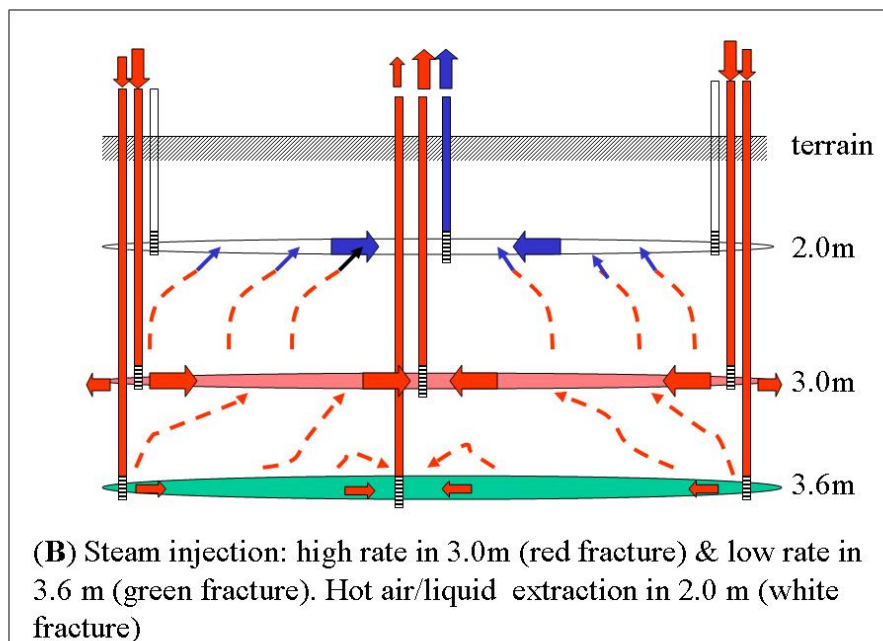 terrain
2.0m
3.0m
3.6m
(B) Steam injection: high rate in 3.0m (red fracture) & low rate in
3.6 m (green fracture). Hot air/liquid extraction in 2.0 m (white
fracture)